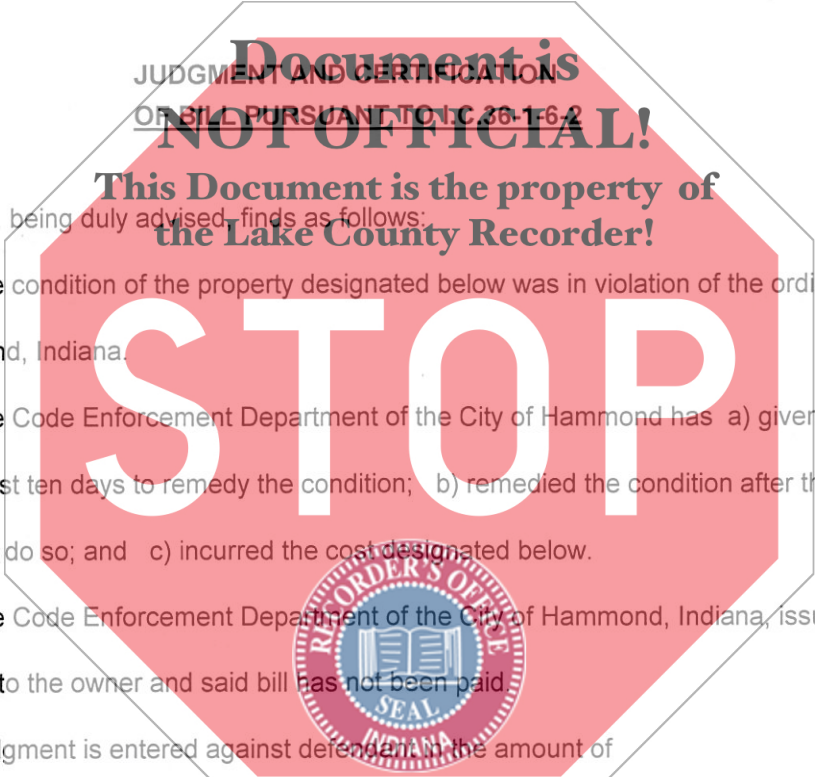 Document is
JUDGMENT AND CERTIFICATION
OF BILL PURSUANT TO I.C.36-1-6-2
NOT OFFICIAL!
This Document is the property of
being duly advised, finds as follows:
the Lake County Recorder!
condition of the property designated below was in violation of the ordi
nd, Indiana.
STOP
Code Enforcement Department of the City of Hammond has a) given
st ten days to remedy the condition; b) remedied the condition after th
do so; and c) incurred the cost designated below.
RECORDER'S OFFICE
Code Enforcement Department of the City of Hammond, Indiana, issu
to the owner and said bill has not been paid.
SEAL
INDIANA
gment is entered against defendant in the amount of